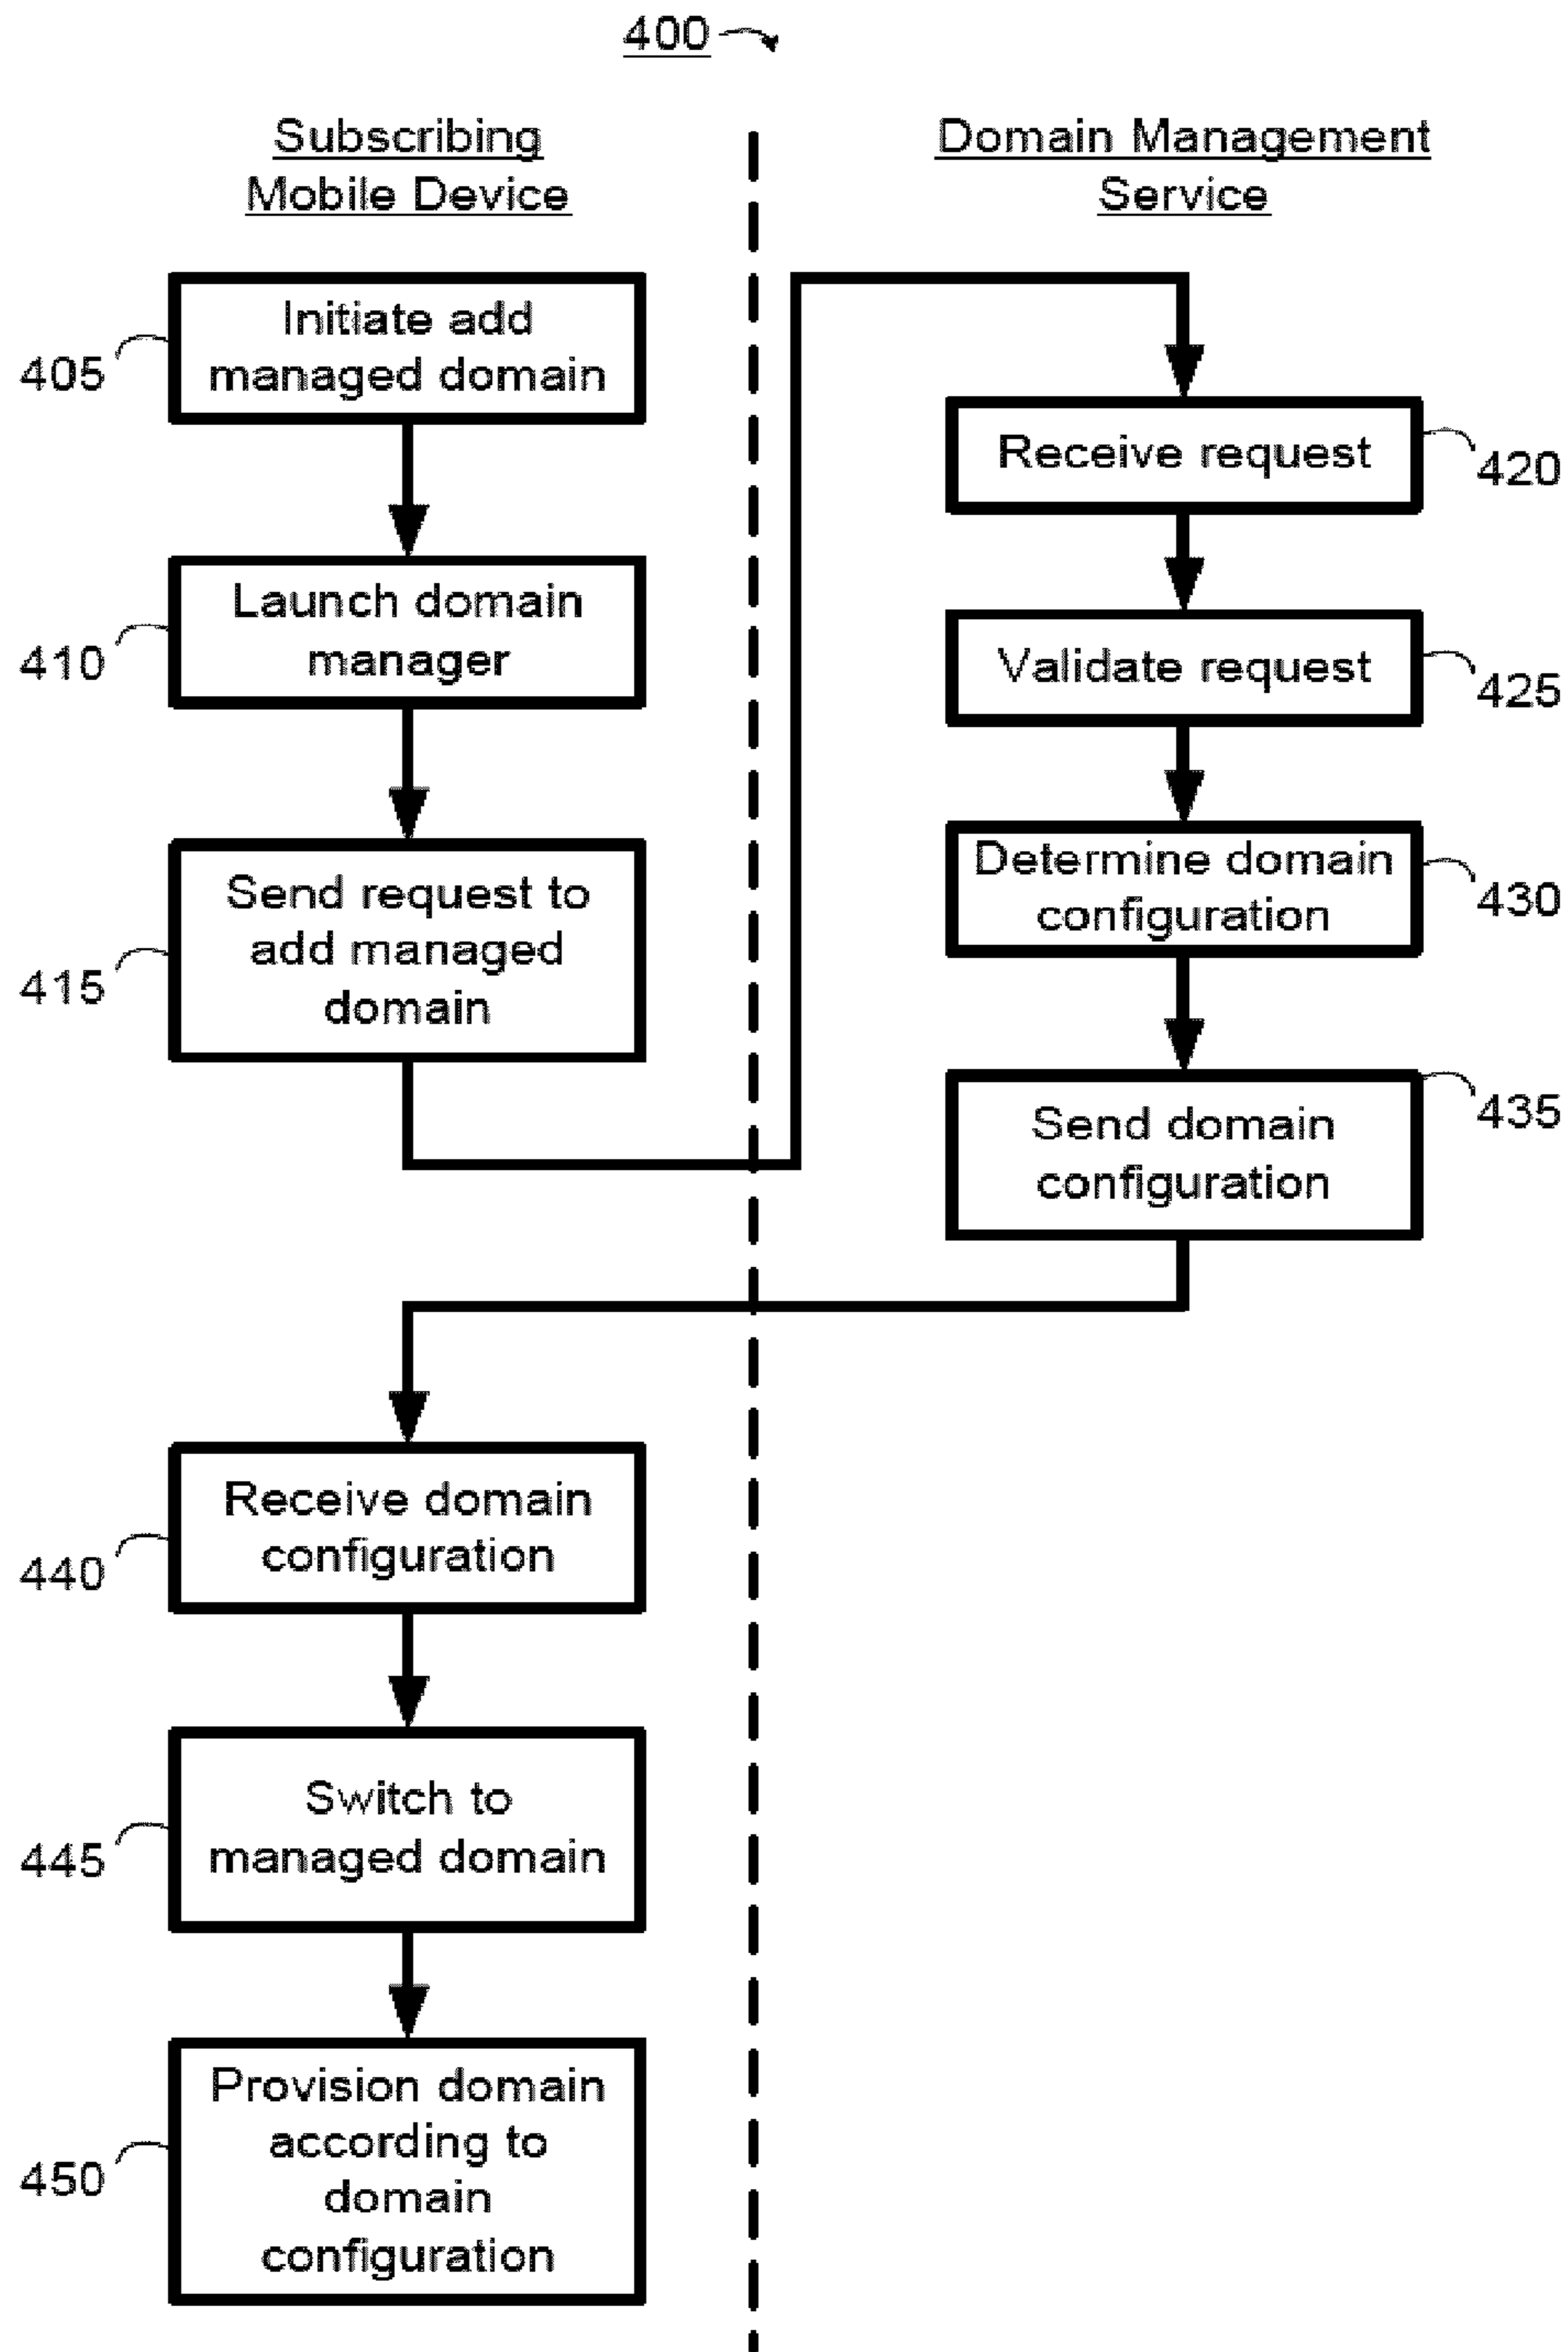 400
Subscribing
Mobile Device
Domain Management
Service
405
Initiate add
managed domain
410
Launch domain
manager
415
Send request to
add managed
domain
Receive request
420
Validate request
425
Determine domain
configuration
430
Send domain
configuration
435
440
Receive domain
configuration
445
Switch to
managed domain
450
Provision domain
according to
domain
configuration